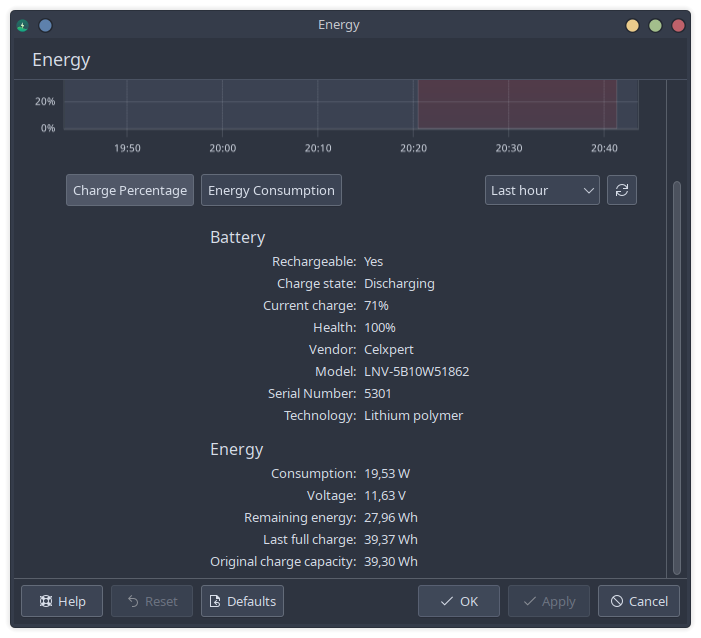 Energy
Energy
20%
0%
19:50 20:00 20:10 20:20 20:30 20:40
Charge Percentage Energy Consumption Last hour
Battery
Rechargeable: Yes
Charge state: Discharging
Current charge: 71%
Health: 100%
Vendor: Celxpert
Model: LNV-5B10W51862
Serial Number: 5301
Technology: Lithium polymer
Energy
Consumption: 19,53 W
Voltage: 11,63 V
Remaining energy: 27,96 Wh
Last full charge: 39,37 Wh
Original charge capacity: 39,30 Wh
Help Reset Defaults OK Apply Cancel